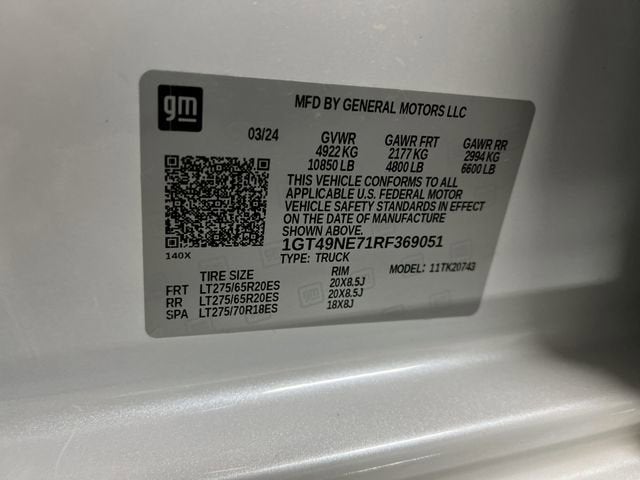 gm
MFD BY GENERAL MOTORS LLC
03/24 GVWR GAWR FRT GAWR RR
4922 KG 2177 KG 2994 KG
10850 LB 4800 LB 6600 LB
THIS VEHICLE CONFORMS TO ALL
APPLICABLE U.S. FEDERAL MOTOR
VEHICLE SAFETY STANDARDS IN EFFECT
ON THE DATE OF MANUFACTURE
SHOWN ABOVE.
140X
1GT49NE71RF369051
TYPE: TRUCK MODEL: 11TK20743
TIRE SIZE RIM
FRT LT275/65R20ES 20X8.5J
RR LT275/65R20ES 20X8.5J
SPA LT275/70R18ES 18X8J